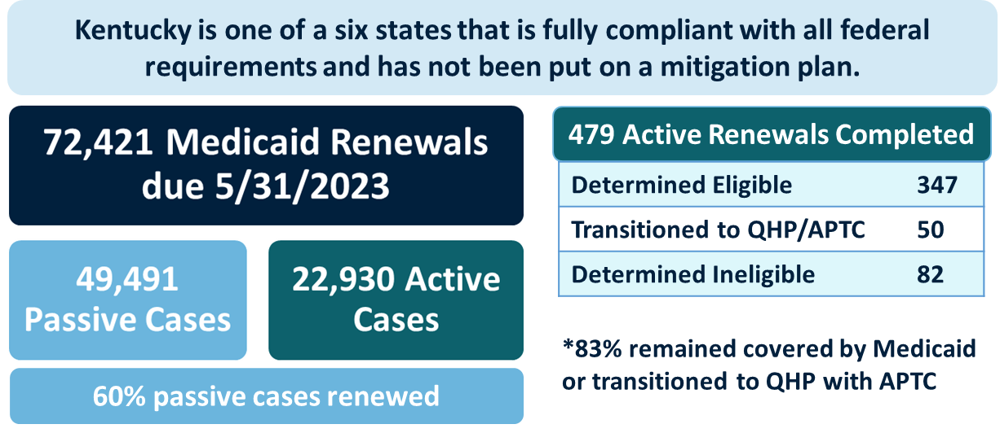 Kentucky is one of a six states that is fully compliant with all federal
requirements and has not been put on a mitigation plan.
72,421 Medicaid Renewals
due 5/31/2023
49,491
Passive Cases
22,930 Active
Cases
60% passive cases renewed
479 Active Renewals Completed
Determined Eligible 347
Transitioned to QHP/APTC 50
Determined Ineligible 82
*83% remained covered by Medicaid
or transitioned to QHP with APTC